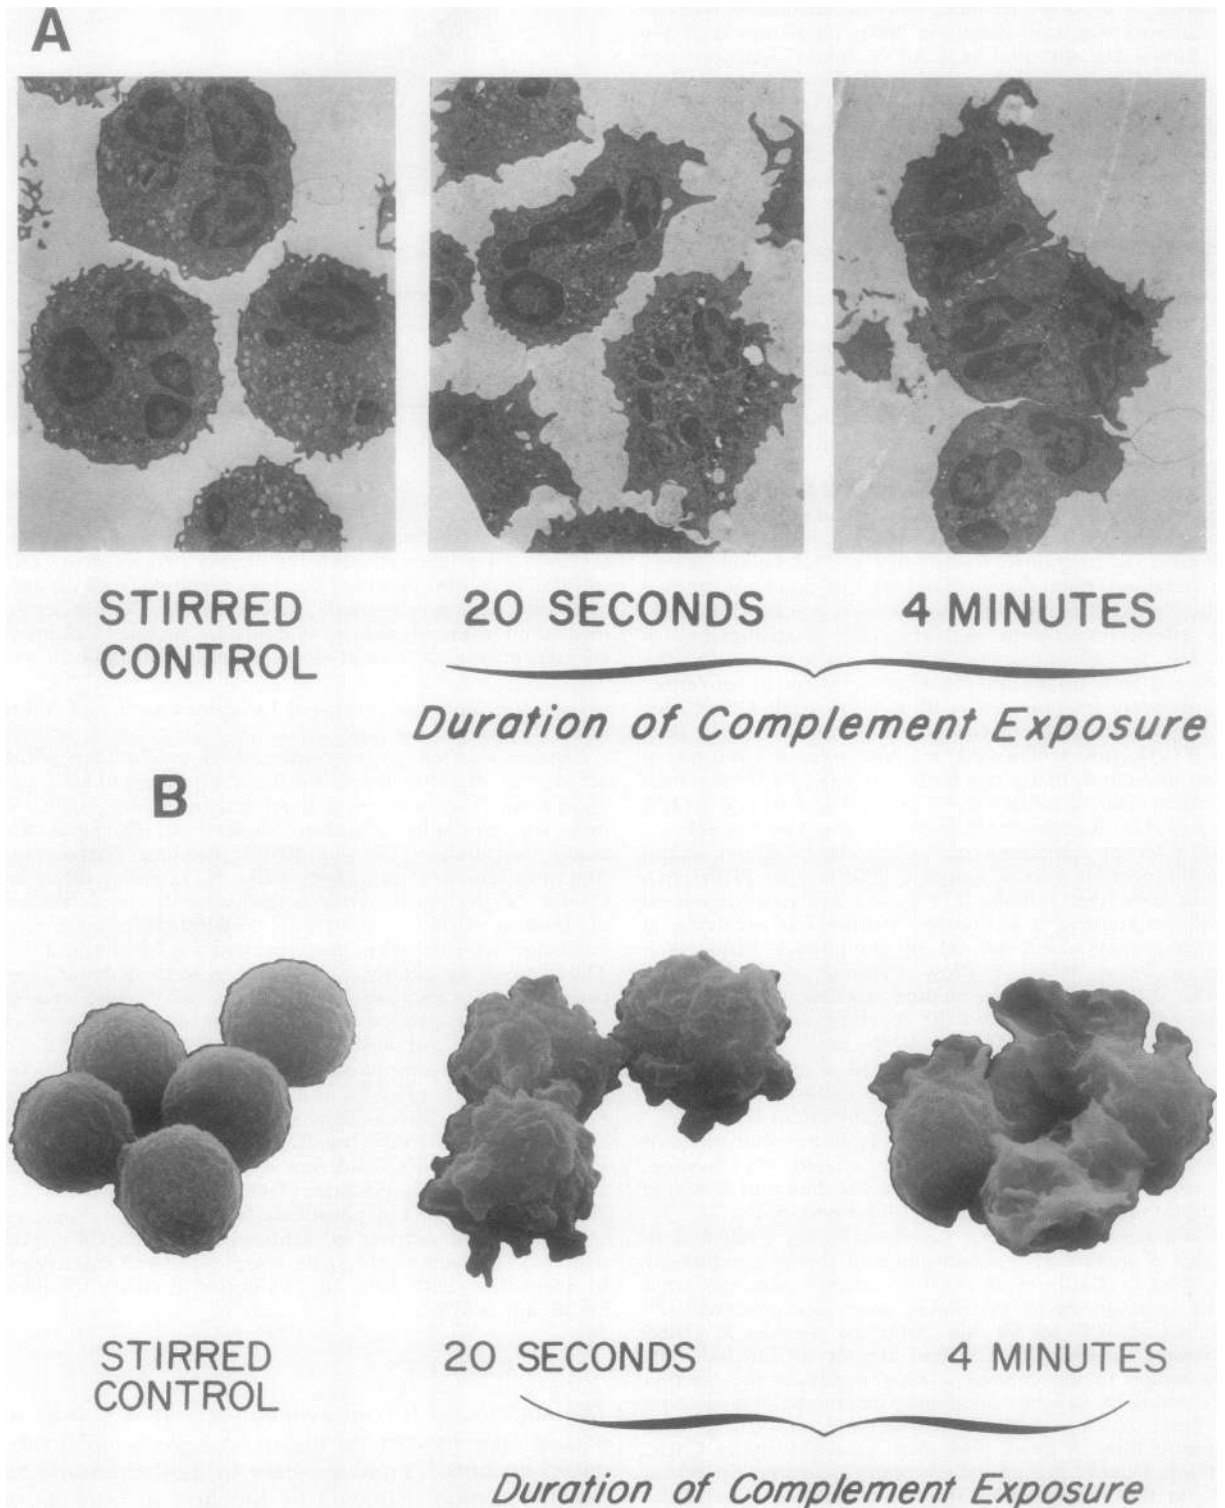 A
STIRRED
CONTROL
20 SECONDS
4 MINUTES
Duration of Complement Exposure
B
STIRRED
CONTROL
20 SECONDS
4 MINUTES
Duration of Complement Exposure